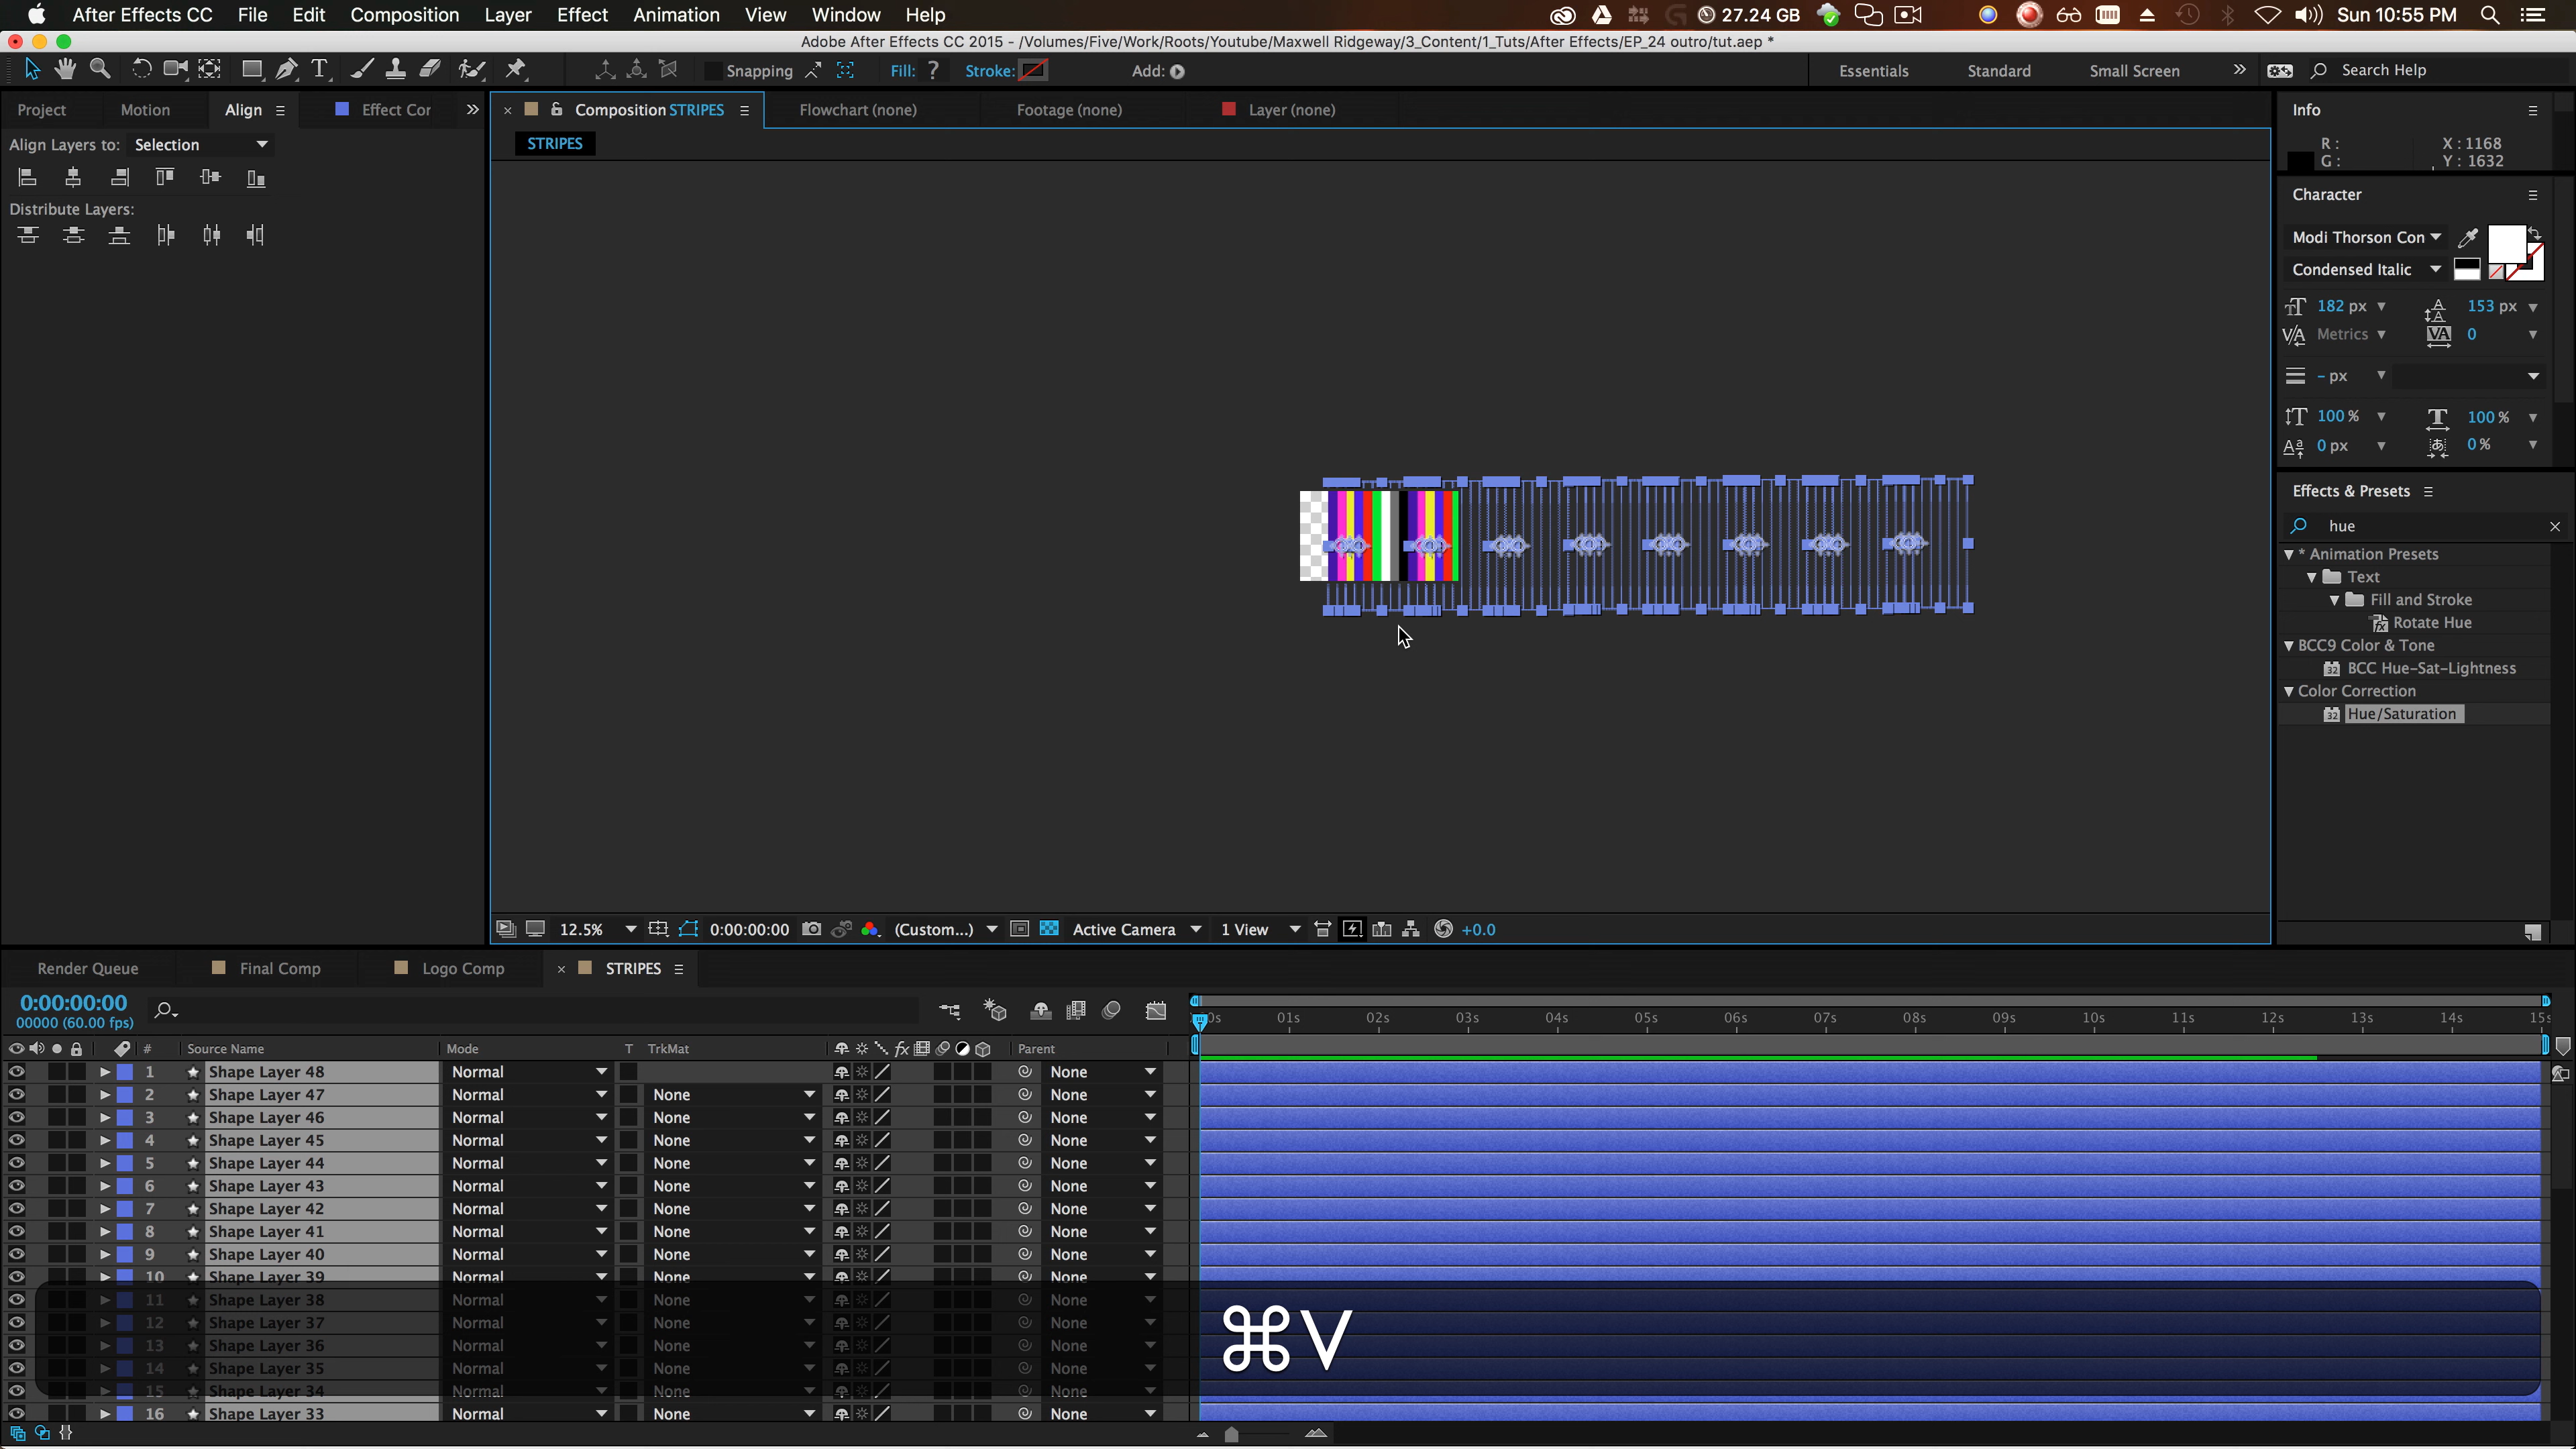 After Effects CC File Edit Composition Layer Effect Animation View Window Help 27.24 GB Sun 10:55 PM
Adobe After Effects CC 2015 - /Volumes/Five/Work/Roots/Youtube/Maxwell Ridgeway/3_Content/1_Tuts/After Effects/EP_24 outro/tut.aep *
Snapping Fill: ? Stroke: Add: Essentials Standard Small Screen Search Help
Project Motion Align Effect Cor Composition STRIPES Flowchart (none) Footage (none) Layer (none) Info
Align Layers to: Selection STRIPES R: X: 1168
G: Y: 1632
Distribute Layers:
Character
Modi Thorson Con
Condensed Italic
182 px 153 px
Metrics 0
- px
100 % 100 %
0 px 0 %
Effects & Presets
hue
* Animation Presets
Text
Fill and Stroke
Rotate Hue
BCC9 Color & Tone
BCC Hue-Sat-Lightness
Color Correction
Hue/Saturation
12.5% 0:00:00:00 (Custom...) Active Camera 1 View +0.0
Render Queue Final Comp Logo Comp STRIPES
0:00:00:00
00000 (60.00 fps)
0s 01s 02s 03s 04s 05s 06s 07s 08s 09s 10s 11s 12s 13s 14s 15s
# Source Name Mode T TrkMat Parent
1 Shape Layer 48 Normal None
2 Shape Layer 47 Normal None None
3 Shape Layer 46 Normal None None
4 Shape Layer 45 Normal None None
5 Shape Layer 44 Normal None None
6 Shape Layer 43 Normal None None
7 Shape Layer 42 Normal None None
8 Shape Layer 41 Normal None None
9 Shape Layer 40 Normal None None
10 Shape Layer 39 Normal None None
11 Shape Layer 38 Normal None None
12 Shape Layer 37 Normal None None
13 Shape Layer 36 Normal None None
14 Shape Layer 35 Normal None None
15 Shape Layer 34 Normal None None
16 Shape Layer 33 Normal None None
⌘V